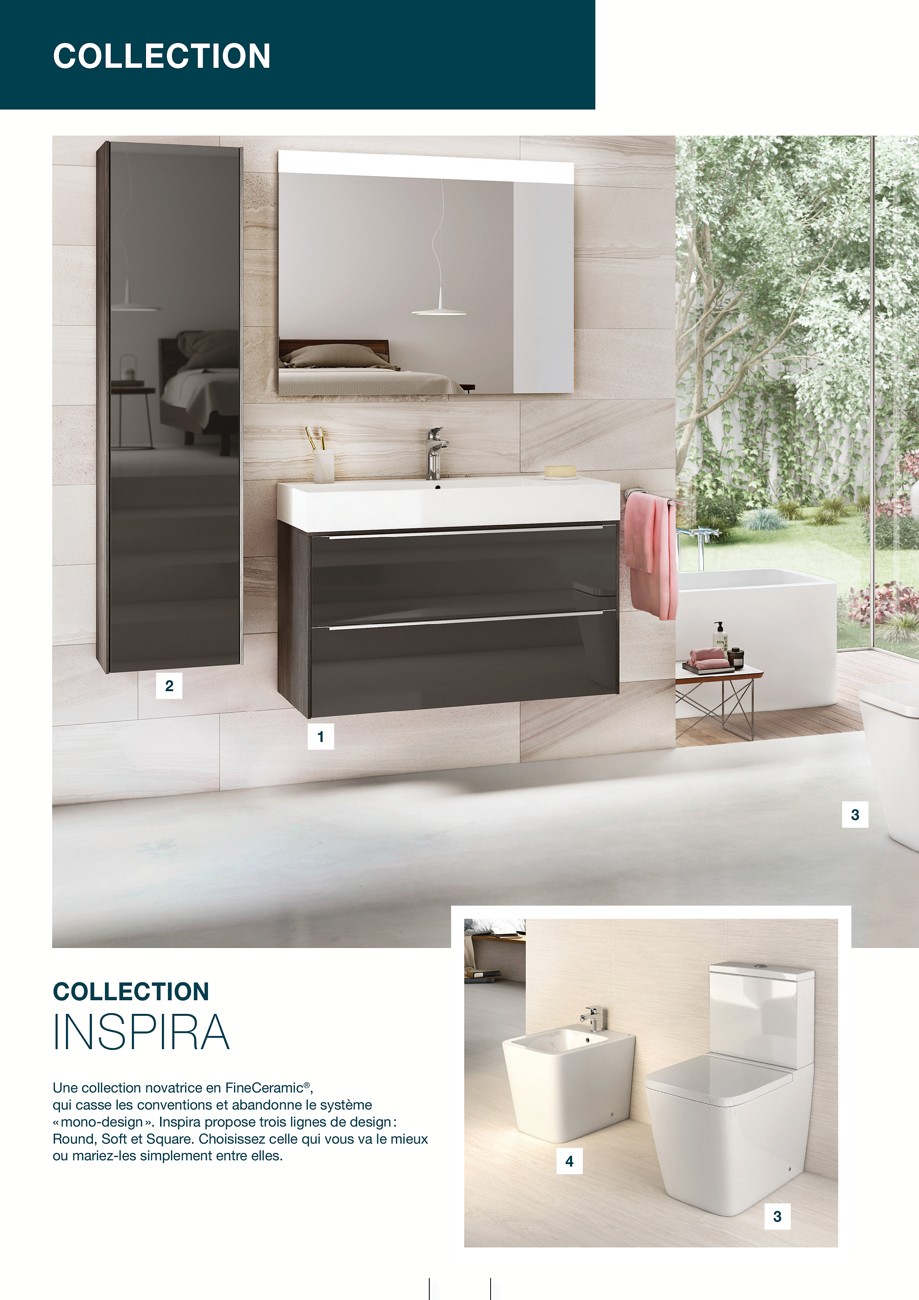 COLLECTION
2
1
3
COLLECTION
INSPIRA
Une collection novatrice en FineCeramic®,
qui casse les conventions et abandonne le système
«mono-design». Inspira propose trois lignes de design :
Round, Soft et Square. Choisissez celle qui vous va le mieux
ou mariez-les simplement entre elles.
4
3